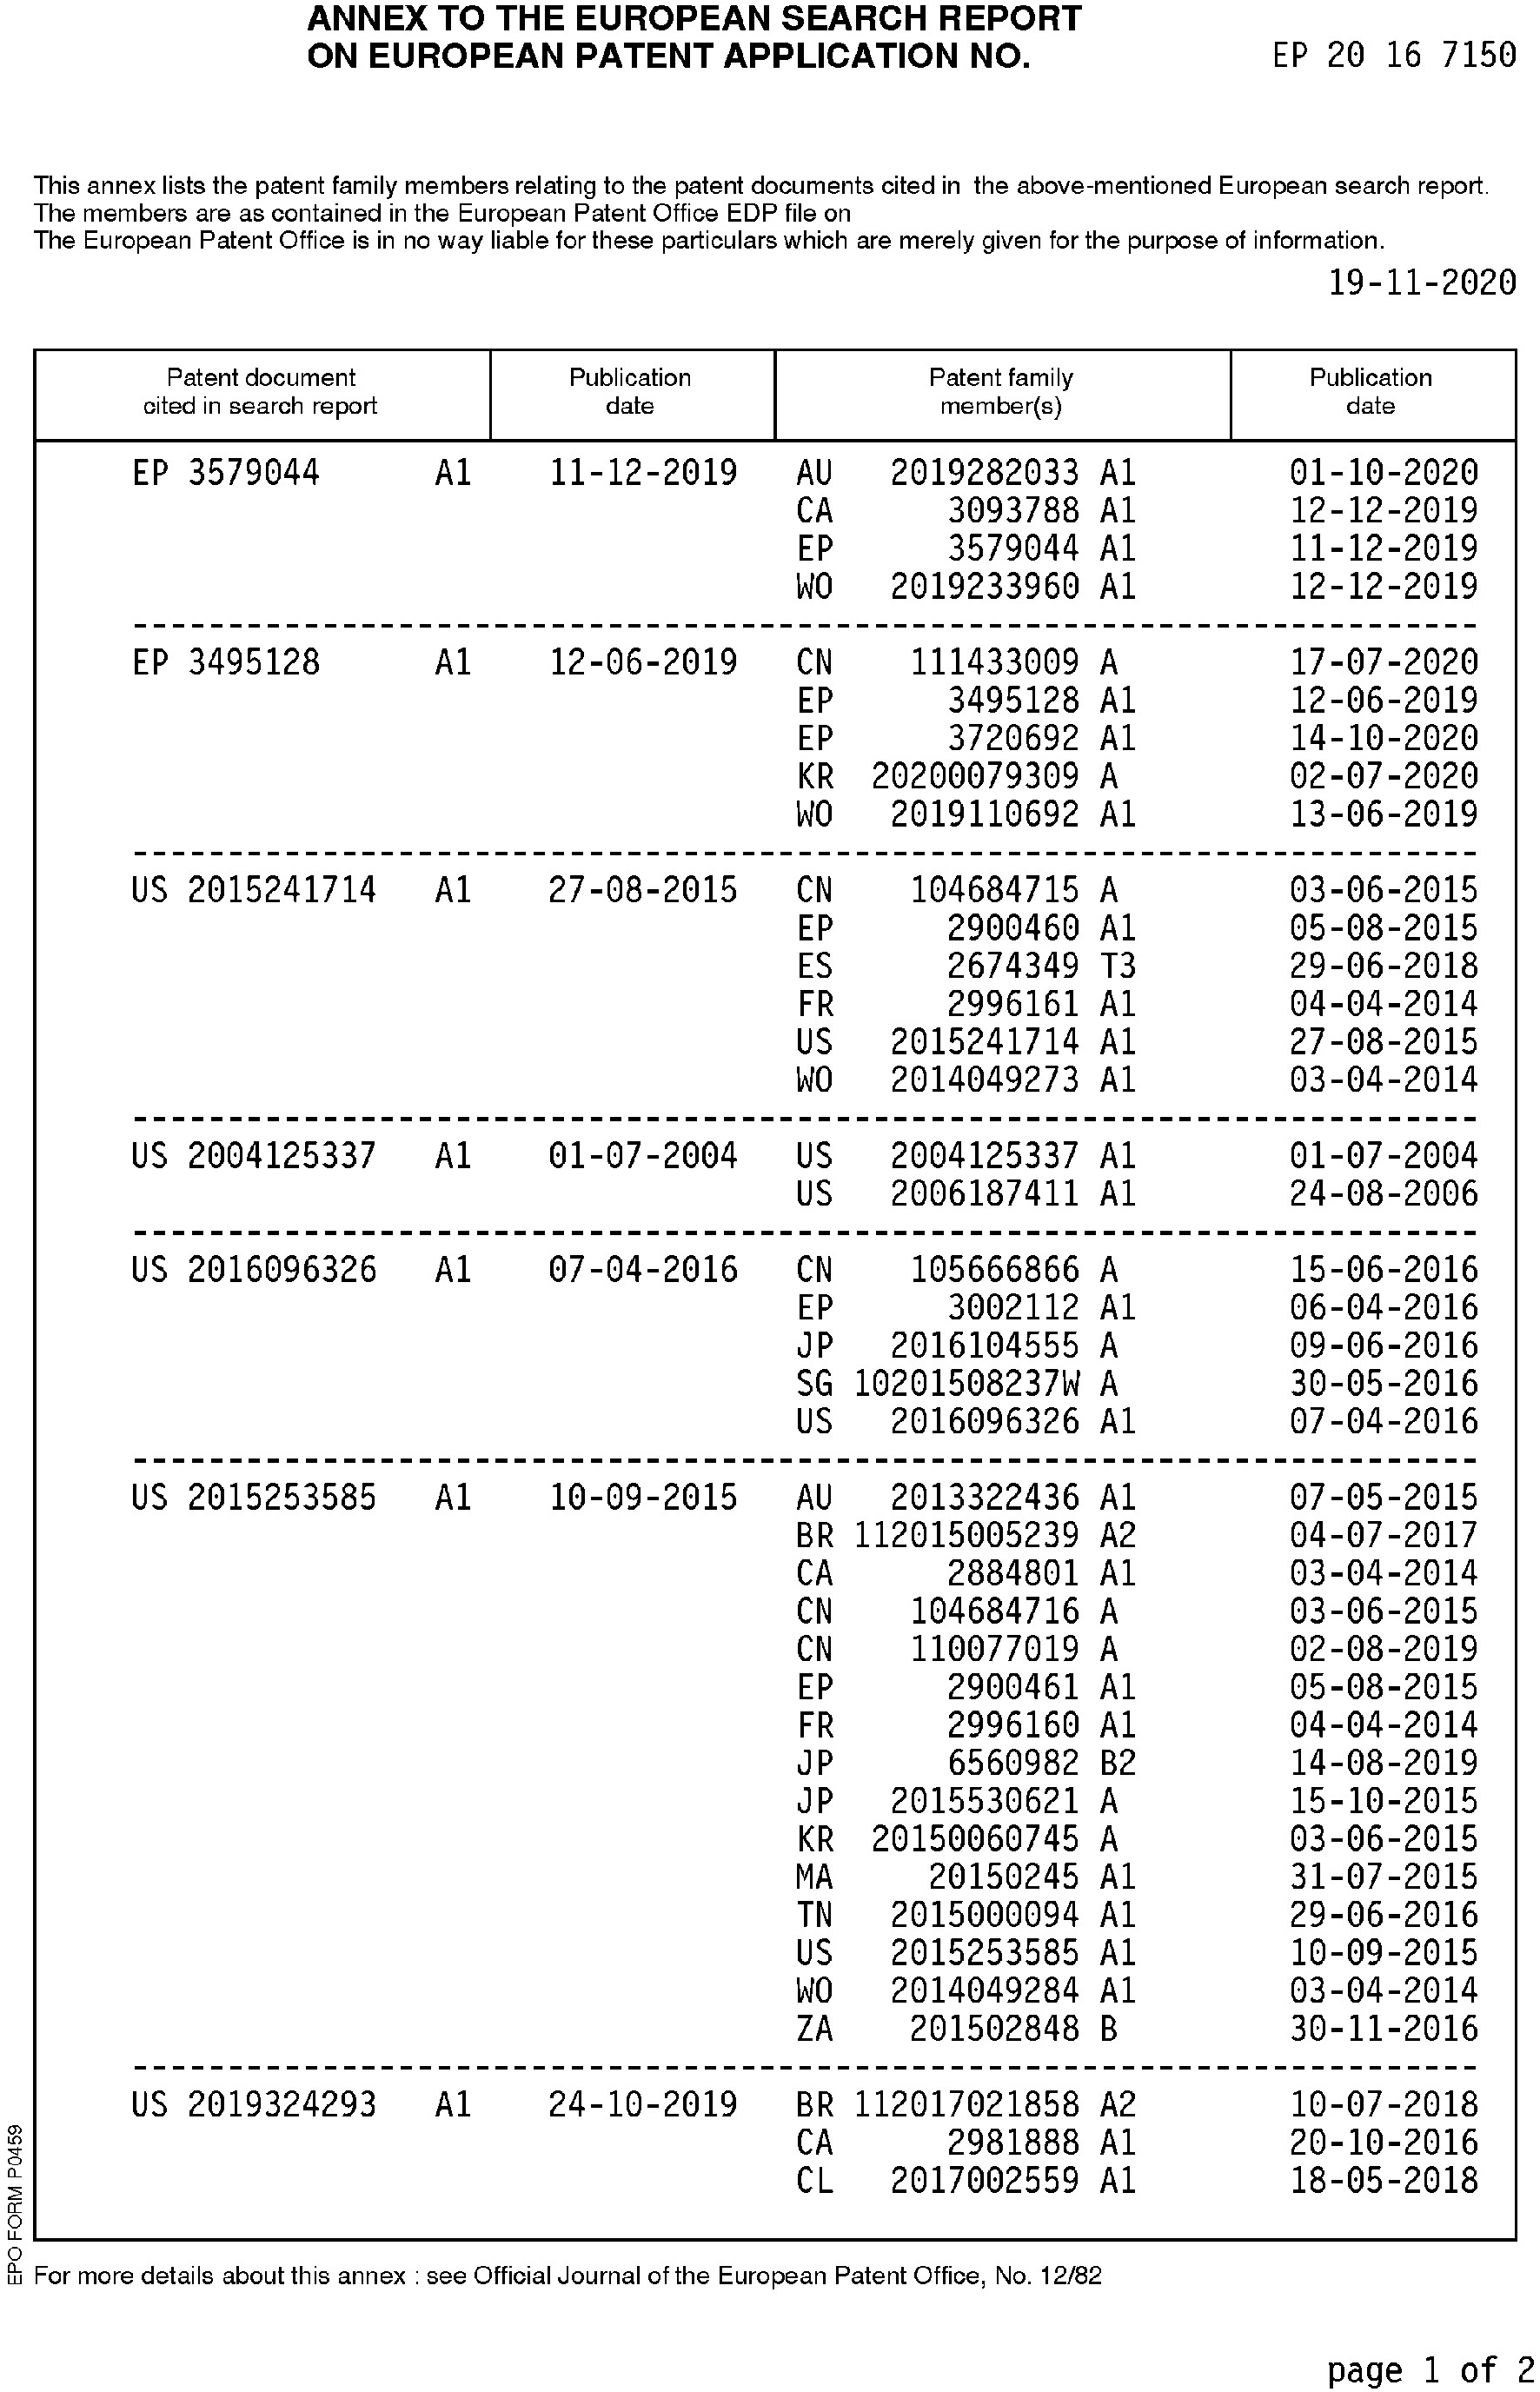 ANNEX TO THE EUROPEAN SEARCH REPORT
ON EUROPEAN PATENT APPLICATION NO. EP 20 16 7150
This annex lists the patent family members relating to the patent documents cited in the above-mentioned European search report.
The members are as contained in the European Patent Office EDP file on
The European Patent Office is in no way liable for these particulars which are merely given for the purpose of information.
19-11-2020
Patent document Publication Patent family Publication
cited in search report date member(s) date
EP 3579044 A1 11-12-2019 AU 2019282033 A1 01-10-2020
CA 3093788 A1 12-12-2019
EP 3579044 A1 11-12-2019
WO 2019233960 A1 12-12-2019
EP 3495128 A1 12-06-2019 CN 111433009 A 17-07-2020
EP 3495128 A1 12-06-2019
EP 3720692 A1 14-10-2020
KR 20200079309 A 02-07-2020
WO 2019110692 A1 13-06-2019
US 2015241714 A1 27-08-2015 CN 104684715 A 03-06-2015
EP 2900460 A1 05-08-2015
ES 2674349 T3 29-06-2018
FR 2996161 A1 04-04-2014
US 2015241714 A1 27-08-2015
WO 2014049273 A1 03-04-2014
US 2004125337 A1 01-07-2004 US 2004125337 A1 01-07-2004
US 2006187411 A1 24-08-2006
US 2016096326 A1 07-04-2016 CN 105666866 A 15-06-2016
EP 3002112 A1 06-04-2016
JP 2016104555 A 09-06-2016
SG 10201508237W A 30-05-2016
US 2016096326 A1 07-04-2016
US 2015253585 A1 10-09-2015 AU 2013322436 A1 07-05-2015
BR 112015005239 A2 04-07-2017
CA 2884801 A1 03-04-2014
CN 104684716 A 03-06-2015
CN 110077019 A 02-08-2019
EP 2900461 A1 05-08-2015
FR 2996160 A1 04-04-2014
JP 6560982 B2 14-08-2019
JP 2015530621 A 15-10-2015
KR 20150060745 A 03-06-2015
MA 20150245 A1 31-07-2015
TN 2015000094 A1 29-06-2016
US 2015253585 A1 10-09-2015
WO 2014049284 A1 03-04-2014
ZA 201502848 B 30-11-2016
US 2019324293 A1 24-10-2019 BR 112017021858 A2 10-07-2018
CA 2981888 A1 20-10-2016
CL 2017002559 A1 18-05-2018
EPO FORM P0459
For more details about this annex : see Official Journal of the European Patent Office, No. 12/82
page 1 of 2